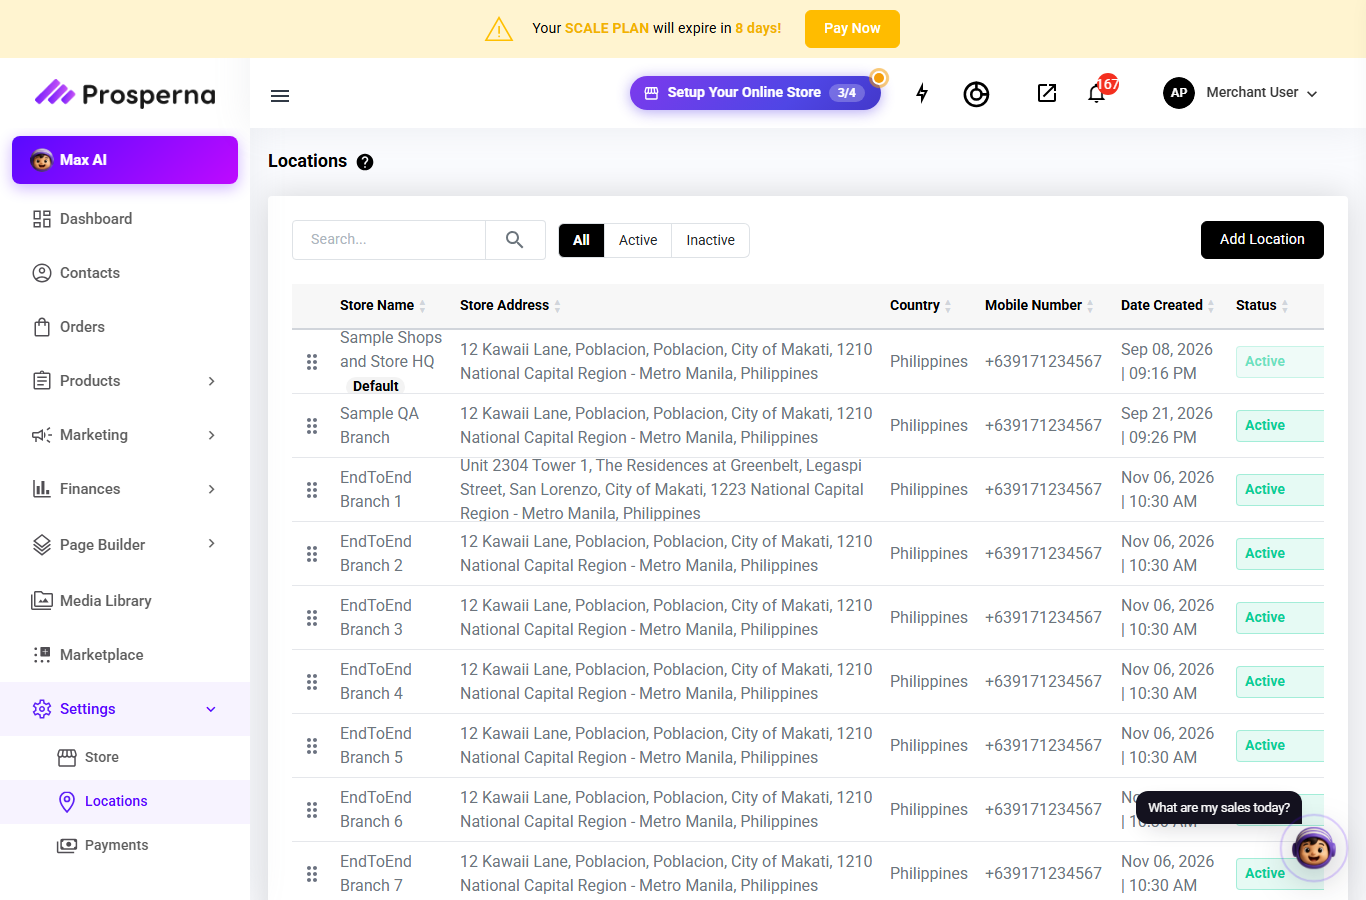 Your SCALE PLAN will expire in 8 days!
Pay Now
Prosperna
Setup Your Online Store 3/4
167
AP
Merchant User
Max AI
Dashboard
Contacts
Orders
Products
Marketing
Finances
Page Builder
Media Library
Marketplace
Settings
Store
Locations
Payments
Locations
Search...
All
Active
Inactive
Add Location
Store Name
Store Address
Country
Mobile Number
Date Created
Status
Sample Shops
and Store HQ
Default
12 Kawaii Lane, Poblacion, Poblacion, City of Makati, 1210
National Capital Region - Metro Manila, Philippines
Philippines
+639171234567
Sep 08, 2026
| 09:16 PM
Active
Sample QA
Branch
12 Kawaii Lane, Poblacion, Poblacion, City of Makati, 1210
National Capital Region - Metro Manila, Philippines
Philippines
+639171234567
Sep 21, 2026
| 09:26 PM
Active
EndToEnd
Branch 1
Unit 2304 Tower 1, The Residences at Greenbelt, Legaspi
Street, San Lorenzo, City of Makati, 1223 National Capital
Region - Metro Manila, Philippines
Philippines
+639171234567
Nov 06, 2026
| 10:30 AM
Active
EndToEnd
Branch 2
12 Kawaii Lane, Poblacion, Poblacion, City of Makati, 1210
National Capital Region - Metro Manila, Philippines
Philippines
+639171234567
Nov 06, 2026
| 10:30 AM
Active
EndToEnd
Branch 3
12 Kawaii Lane, Poblacion, Poblacion, City of Makati, 1210
National Capital Region - Metro Manila, Philippines
Philippines
+639171234567
Nov 06, 2026
| 10:30 AM
Active
EndToEnd
Branch 4
12 Kawaii Lane, Poblacion, Poblacion, City of Makati, 1210
National Capital Region - Metro Manila, Philippines
Philippines
+639171234567
Nov 06, 2026
| 10:30 AM
Active
EndToEnd
Branch 5
12 Kawaii Lane, Poblacion, Poblacion, City of Makati, 1210
National Capital Region - Metro Manila, Philippines
Philippines
+639171234567
Nov 06, 2026
| 10:30 AM
Active
EndToEnd
Branch 6
12 Kawaii Lane, Poblacion, Poblacion, City of Makati, 1210
National Capital Region - Metro Manila, Philippines
Philippines
+639171234567
What are my sales today?
EndToEnd
Branch 7
12 Kawaii Lane, Poblacion, Poblacion, City of Makati, 1210
National Capital Region - Metro Manila, Philippines
Philippines
+639171234567
Nov 06, 2026
| 10:30 AM
Active